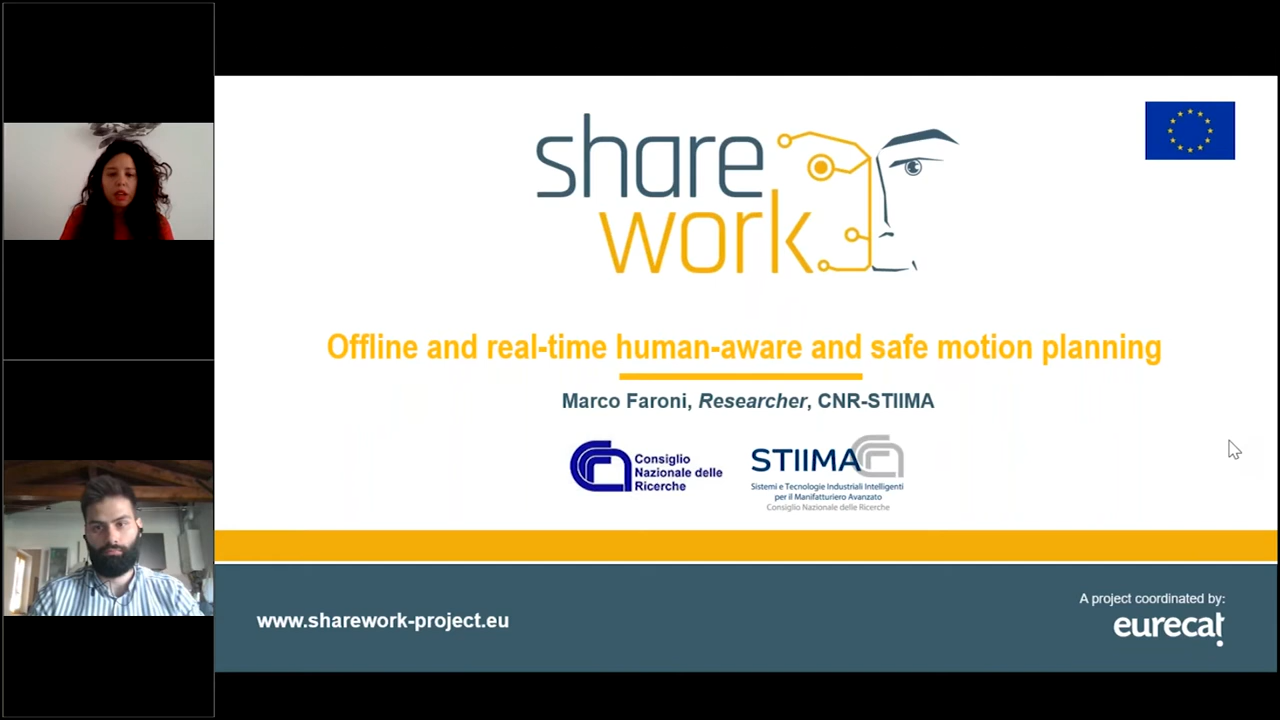 share
work
Offline and real-time human-aware and safe motion planning
Marco Faroni, Researcher, CNR-STIIMA
Consiglio
Nazionale delle
Ricerche
STIIMA
Sistemi e Tecnologie Industriali Intelligenti
per il Manifatturiero Avanzato
Consiglio Nazionale delle Ricerche
www.sharework-project.eu
A project coordinated by:
eurecat